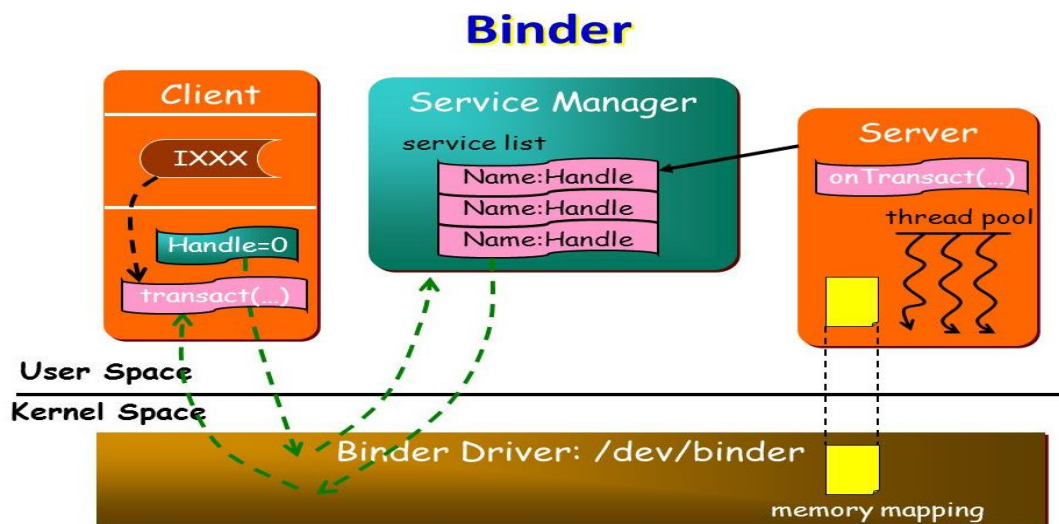 Binder
Client
IXXX
Handle=0
transact(...)
Service Manager
service list
Name:Handle
Name:Handle
Name:Handle
Server
onTransact(...)
thread pool
User Space
Kernel Space
Binder Driver: /dev/binder
memory mapping